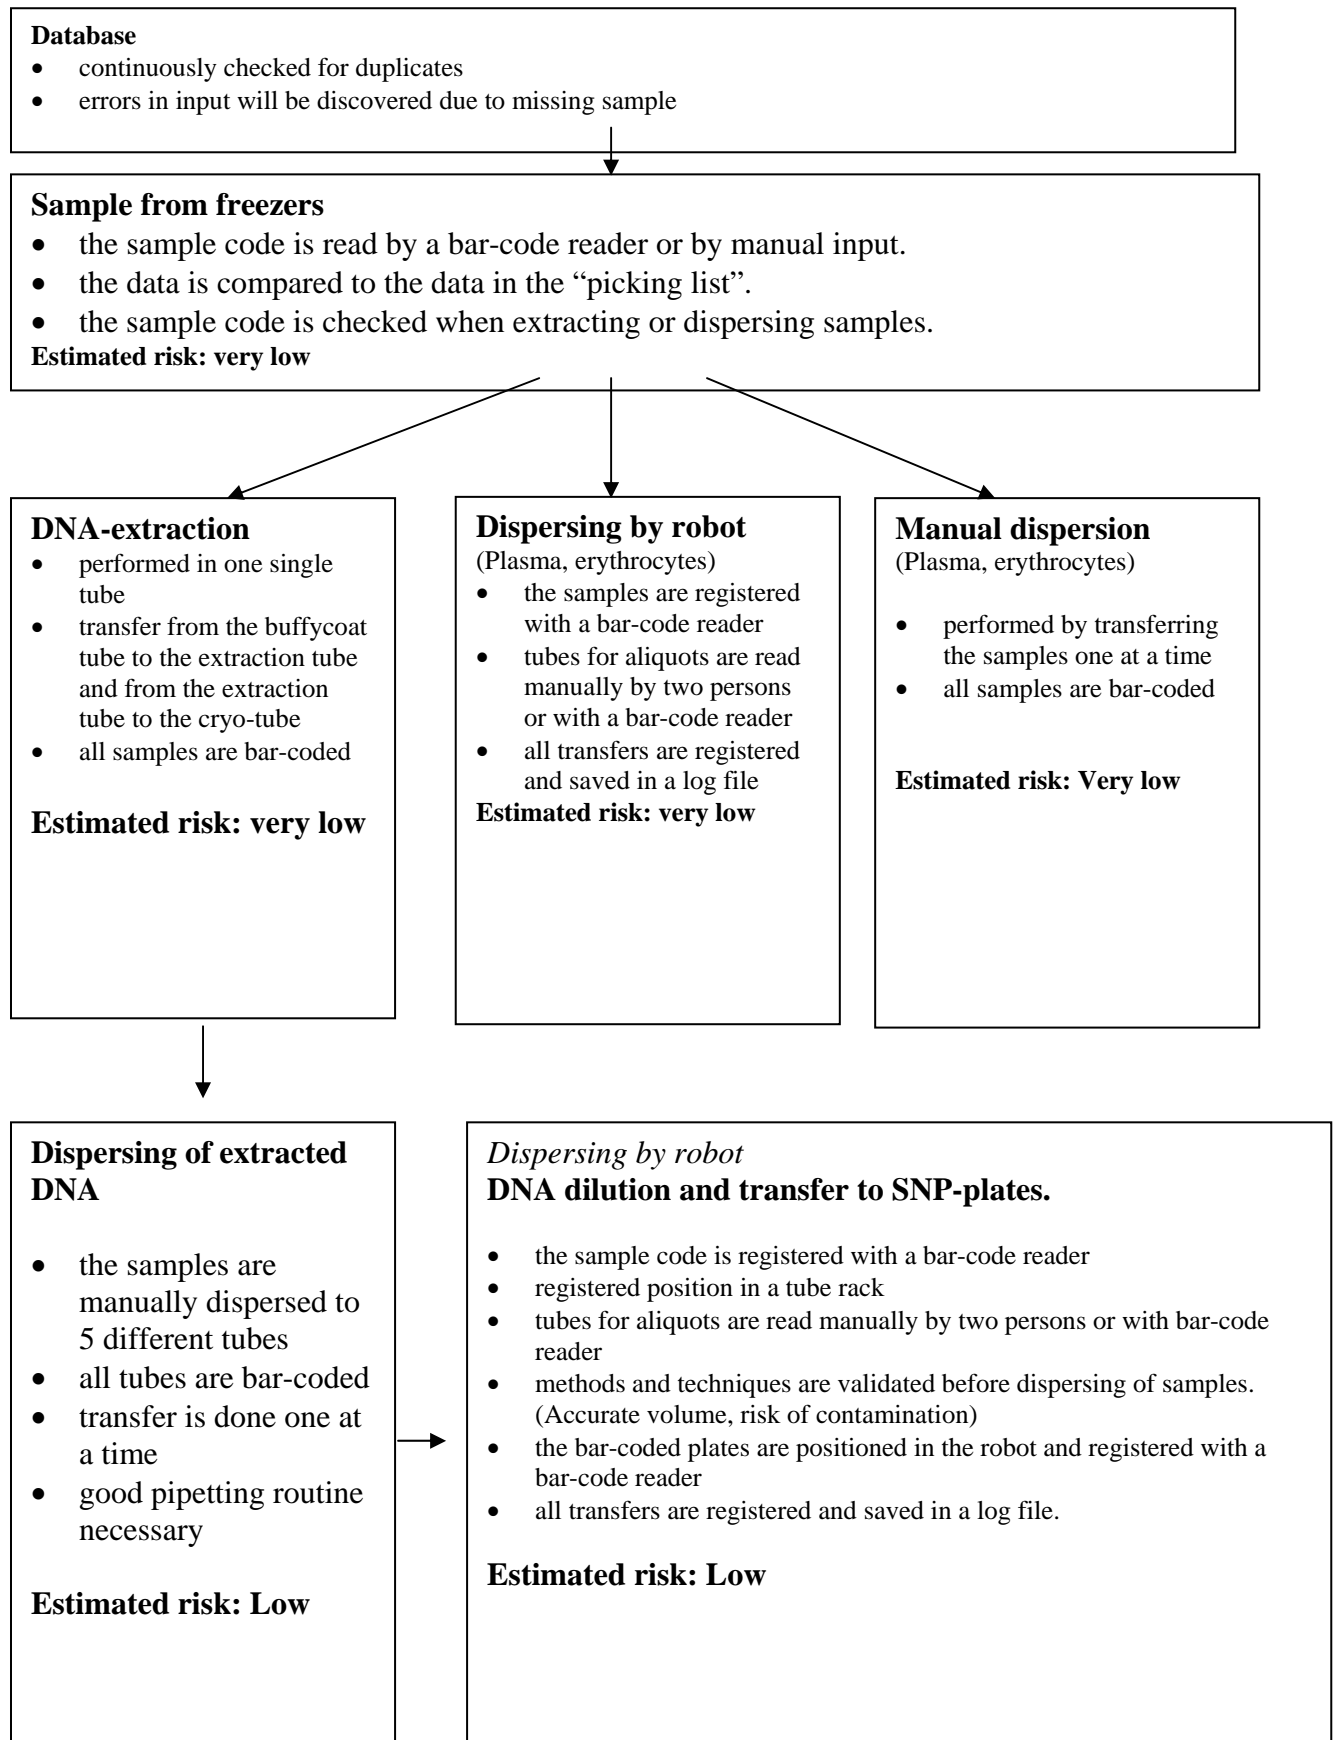 Database
• continuously checked for duplicates
• errors in input will be discovered due to missing sample
Sample from freezers
• the sample code is read by a bar-code reader or by manual input.
• the data is compared to the data in the “picking list”.
• the sample code is checked when extracting or dispersing samples.
Estimated risk: very low
DNA-extraction
• performed in one single
tube
• transfer from the buffycoat
tube to the extraction tube
and from the extraction
tube to the cryo-tube
• all samples are bar-coded
Estimated risk: very low
Dispersing by robot
(Plasma, erythrocytes)
• the samples are registered
with a bar-code reader
• tubes for aliquots are read
manually by two persons
or with a bar-code reader
• all transfers are registered
and saved in a log file
Estimated risk: very low
Manual dispersion
(Plasma, erythrocytes)
• performed by transferring
the samples one at a time
• all samples are bar-coded
Estimated risk: Very low
Dispersing of extracted
DNA
• the samples are
manually dispersed to
5 different tubes
• all tubes are bar-coded
• transfer is done one at
a time
• good pipetting routine
necessary
Estimated risk: Low
Dispersing by robot
DNA dilution and transfer to SNP-plates.
• the sample code is registered with a bar-code reader
• registered position in a tube rack
• tubes for aliquots are read manually by two persons or with bar-code
reader
• methods and techniques are validated before dispersing of samples.
(Accurate volume, risk of contamination)
• the bar-coded plates are positioned in the robot and registered with a
bar-code reader
• all transfers are registered and saved in a log file.
Estimated risk: Low